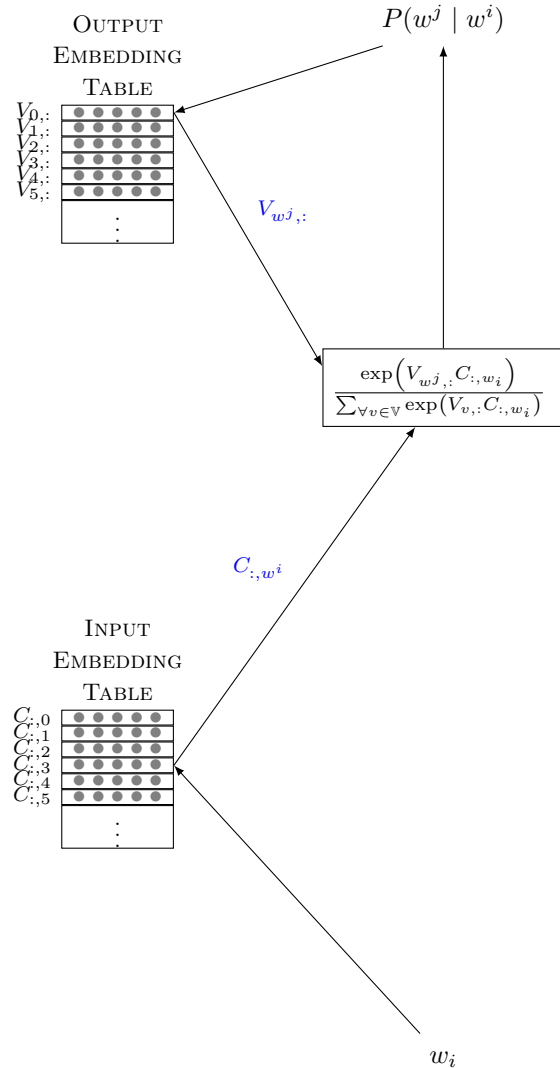 OUTPUT
EMBEDDING
TABLE
P(w^j | w^i)
V_{0,:}
V_{1,:}
V_{2,:}
V_{3,:}
V_{4,:}
V_{5,:}
⋮
V_{w^j,:}
exp(V_{w^j,:}C_{:,w_i})
∑_{∀v∈𝕍} exp(V_{v,:}C_{:,w_i})
C_{:,w^i}
INPUT
EMBEDDING
TABLE
C_{:,0}
C_{:,1}
C_{:,2}
C_{:,3}
C_{:,4}
C_{:,5}
⋮
w_i